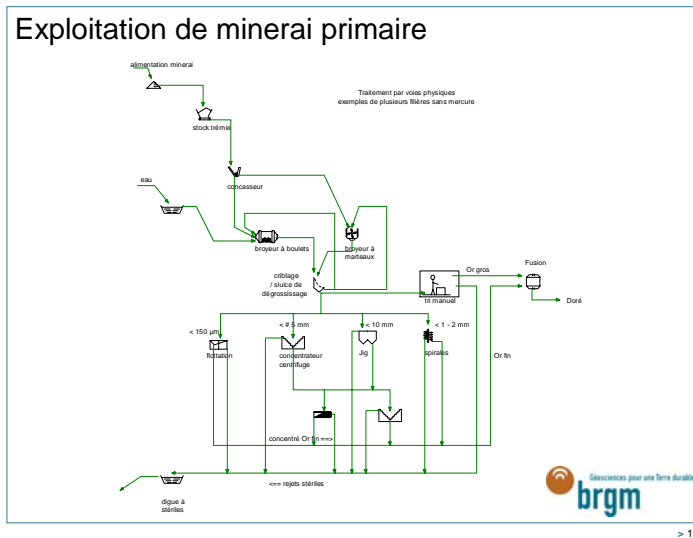 Exploitation de minerai primaire
alimentation minerai
Traitement par voies physiques
exemples de plusieurs filières sans mercure
stock trémie
concasseur
eau
broyeur à boulets
broyeur à
marteaux
criblage
/ sluice de
dégrossissage
Or gros
Fusion
tri manuel
Doré
< 150 µm
< # 5 mm
< 10 mm
< 1 - 2 mm
flottation
concentrateur
centrifuge
Jig
spirales
Or fin
concentré Or fin ==>
<== rejets stériles
digue à
stériles
Géosciences pour une Terre durable
brgm
> 1